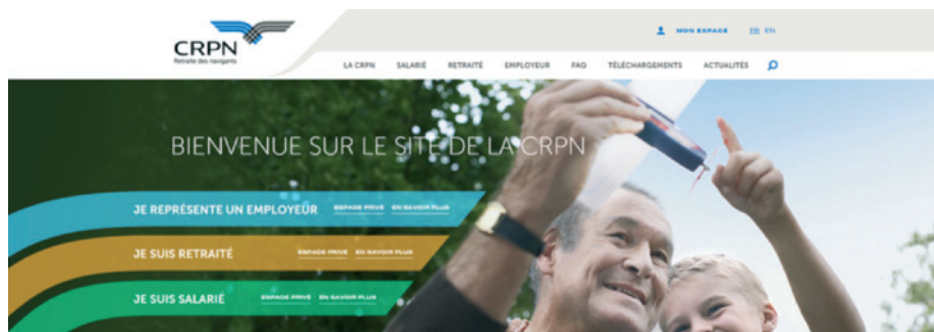 MON ESPACE FR EN
CRPN
Retraite des navigants
LA CRPN SALARIÉ RETRAITÉ EMPLOYEUR FAQ TÉLÉCHARGEMENTS ACTUALITÉS
BIENVENUE SUR LE SITE DE LA CRPN
JE REPRÉSENTE UN EMPLOYEUR ESPACE PRIVÉ EN SAVOIR PLUS
JE SUIS RETRAITÉ ESPACE PRIVÉ EN SAVOIR PLUS
JE SUIS SALARIÉ ESPACE PRIVÉ EN SAVOIR PLUS